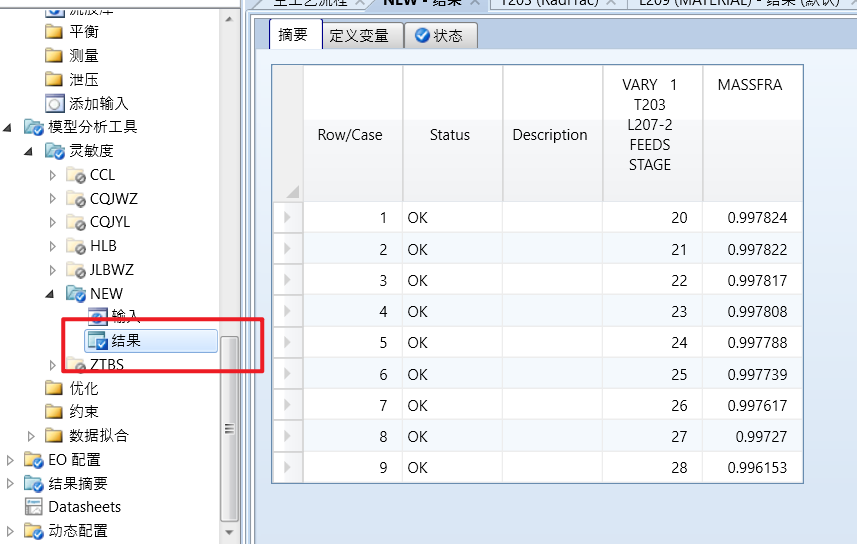 主工艺流程
NEW - 结果
T203 (RadFrac)
L209 (MATERIAL) - 结果 (默认)
流股库
平衡
测量
泄压
添加输入
模型分析工具
灵敏度
CCL
CQJWZ
CQJYL
HLB
JLBWZ
NEW
输入
结果
ZTBS
优化
约束
数据拟合
EO 配置
结果摘要
Datasheets
动态配置
摘要
定义变量
状态
Row/Case
Status
Description
VARY 1
T203
L207-2
FEEDS
STAGE
MASSFRA
1 OK 20 0.997824
2 OK 21 0.997822
3 OK 22 0.997817
4 OK 23 0.997808
5 OK 24 0.997788
6 OK 25 0.997739
7 OK 26 0.997617
8 OK 27 0.99727
9 OK 28 0.996153